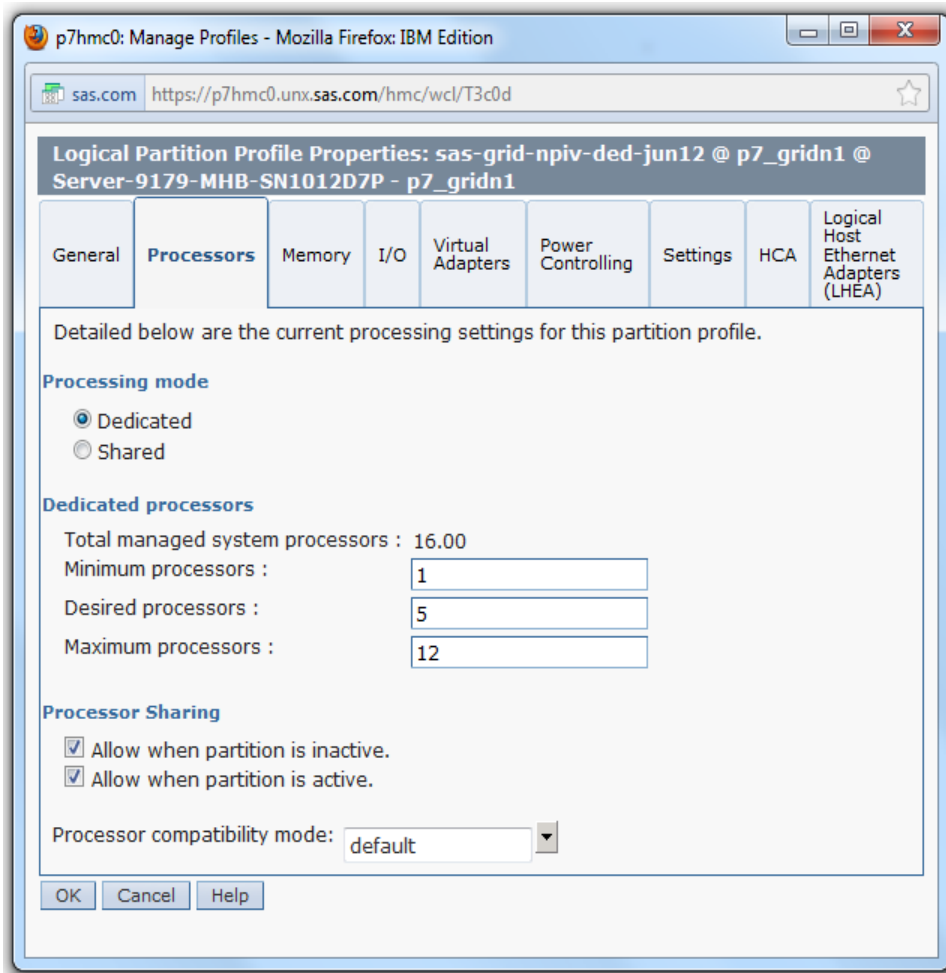 p7hmc0: Manage Profiles - Mozilla Firefox: IBM Edition
sas.com https://p7hmc0.unx.sas.com/hmc/wcl/T3c0d
Logical Partition Profile Properties: sas-grid-npiv-ded-jun12 @ p7_gridn1 @
Server-9179-MHB-SN1012D7P - p7_gridn1
General
Processors
Memory
I/O
Virtual
Adapters
Power
Controlling
Settings
HCA
Logical
Host
Ethernet
Adapters
(LHEA)
Detailed below are the current processing settings for this partition profile.
Processing mode
Dedicated
Shared
Dedicated processors
Total managed system processors : 16.00
Minimum processors : 1
Desired processors : 5
Maximum processors : 12
Processor Sharing
Allow when partition is inactive.
Allow when partition is active.
Processor compatibility mode: default
OK Cancel Help